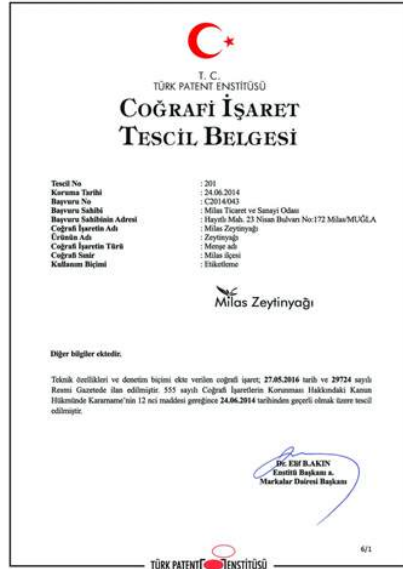 T. C.
TÜRK PATENT ENSTİTÜSÜ
COĞRAFİ İŞARET
TESCİL BELGESİ
Tescil No : 201
Koruma Tarihi : 24.06.2014
Başvuru No : C2014/043
Başvuru Sahibi : Milas Ticaret ve Sanayi Odası
Başvuru Sahibinin Adresi : Hayıtlı Mah. 23 Nisan Bulvarı No:172 Milas/MUĞLA
Coğrafi İşaretin Adı : Milas Zeytinyağı
Ürünün Adı : Zeytinyağı
Coğrafi İşaretin Türü : Menşe adı
Coğrafi Sınır : Milas ilçesi
Kullanım Biçimi : Etiketleme
Milas Zeytinyağı
Diğer bilgiler ektedir.
Teknik özellikleri ve denetim biçimi ekte verilen coğrafi işaret; 27.05.2016 tarih ve 29724 sayılı
Resmi Gazetede ilan edilmiştir. 555 sayılı Coğrafi İşaretlerin Korunması Hakkındaki Kanun
Hükmünde Kararname'nin 12 nci maddesi gereğince 24.06.2014 tarihinden geçerli olmak üzere tescil
edilmiştir.
Dr. Elif B.AKIN
Enstitü Başkanı a.
Markalar Dairesi Başkanı
6/1
TÜRK PATENT ENSTİTÜSÜ